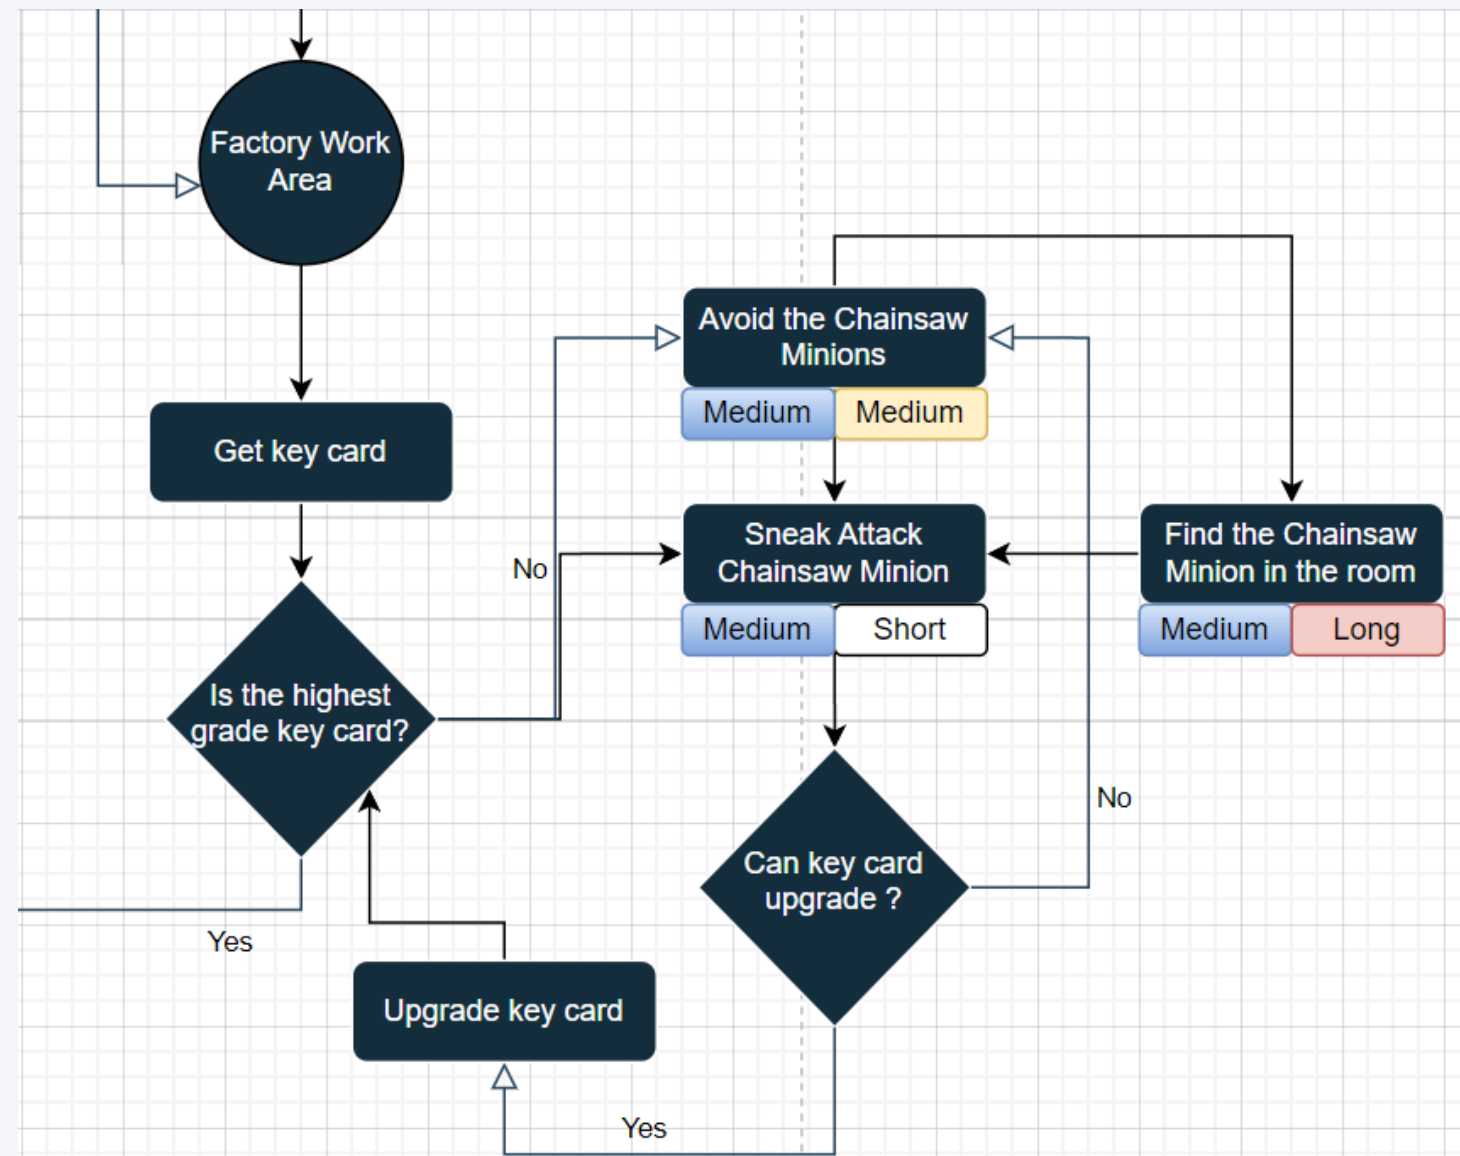 Factory Work
Area
Avoid the Chainsaw
Minions
Medium
Medium
Get key card
No
Sneak Attack
Chainsaw Minion
Medium
Short
Find the Chainsaw
Minion in the room
Medium
Long
Is the highest
grade key card?
No
Can key card
upgrade ?
Yes
Upgrade key card
Yes